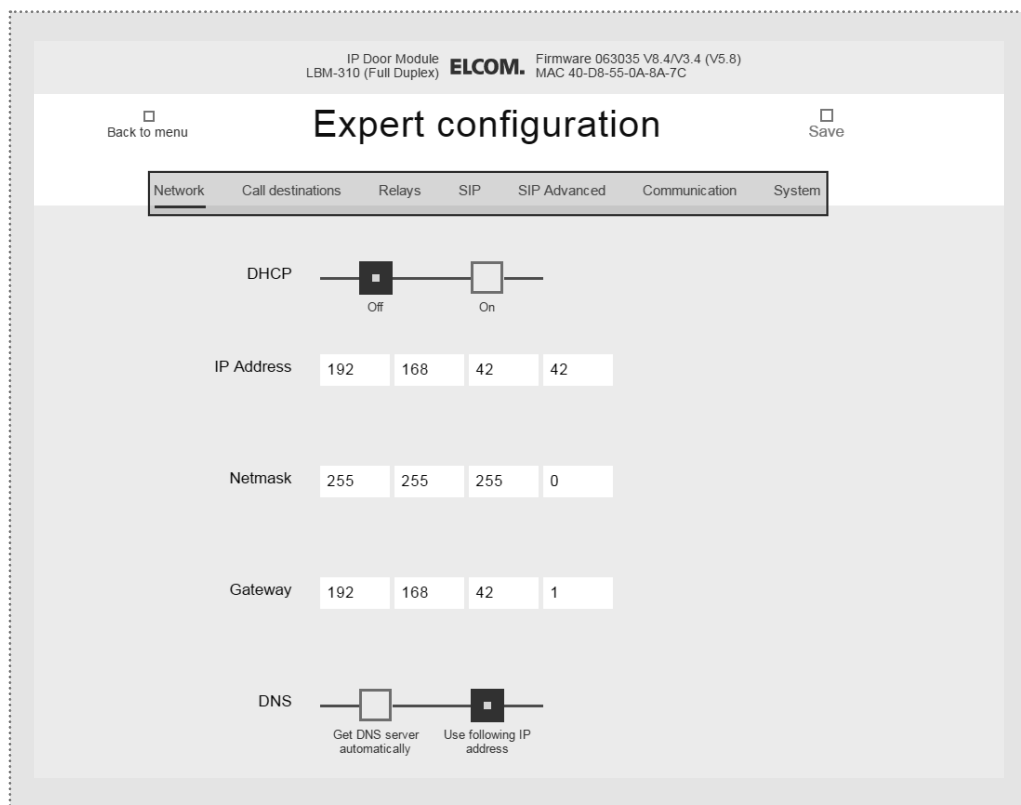 IP Door Module
LBM-310 (Full Duplex)
ELCOM.
Firmware 063035 V8.4/V3.4 (V5.8)
MAC 40-D8-55-0A-8A-7C
Back to menu
Expert configuration
Save
Network Call destinations Relays SIP SIP Advanced Communication System
DHCP
Off On
IP Address 192 168 42 42
Netmask 255 255 255 0
Gateway 192 168 42 1
DNS
Get DNS server
automatically
Use following IP
address